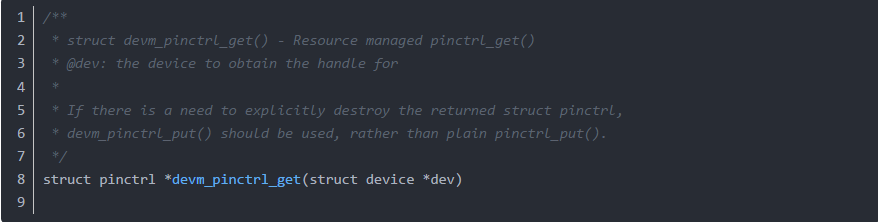 1 /**
2  * struct devm_pinctrl_get() - Resource managed pinctrl_get()
3  * @dev: the device to obtain the handle for
4  *
5  * If there is a need to explicitly destroy the returned struct pinctrl,
6  * devm_pinctrl_put() should be used, rather than plain pinctrl_put().
7  */
8 struct pinctrl *devm_pinctrl_get(struct device *dev)
9